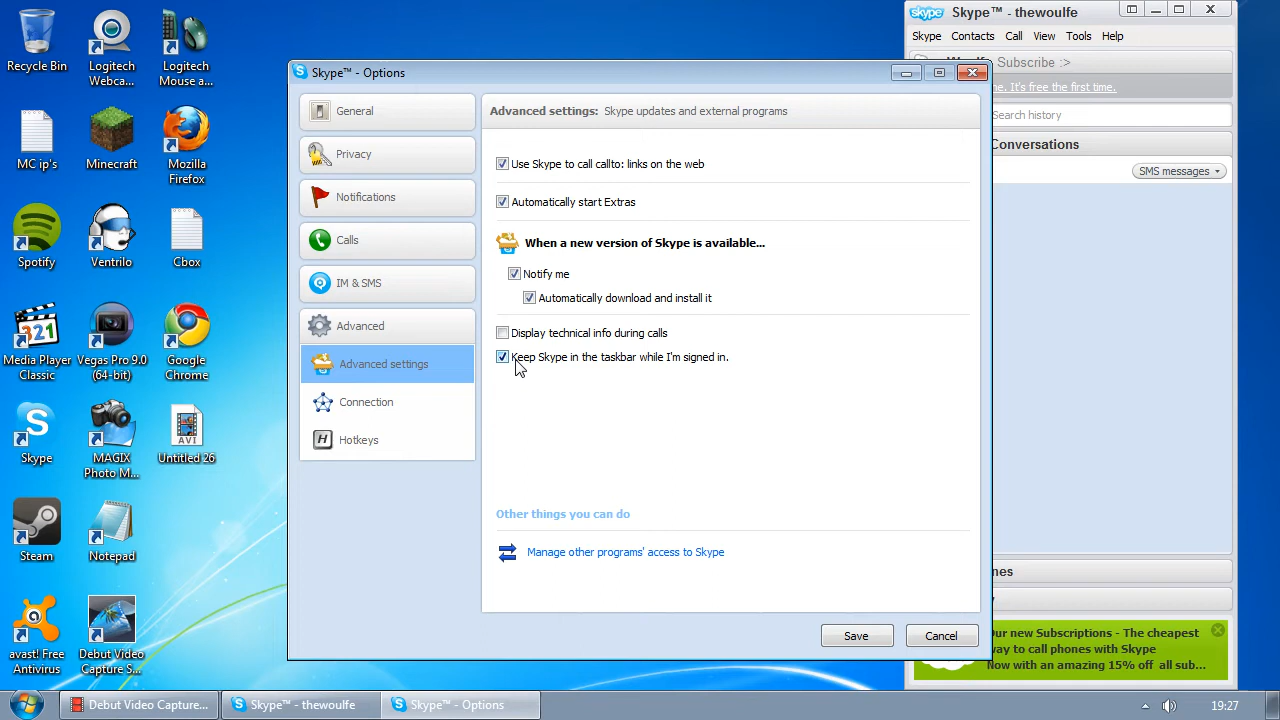 Recycle Bin
Logitech Webca...
Logitech Mouse a...
MC ip's
Minecraft
Mozilla Firefox
Spotify
Ventrilo
Cbox
Media Player Classic
Vegas Pro 9.0 (64-bit)
Google Chrome
Skype
MAGIX Photo M...
AVI
Untitled 26
Steam
Notepad
avast! Free Antivirus
Debut Video Capture S...
Skype™ - thewoulfe
Skype Contacts Call View Tools Help
Subscribe :>
ne. It's free the first time.
Search history
Conversations
SMS messages
nes
Our new Subscriptions - The cheapest
way to call phones with Skype
Now with an amazing 15% off all sub...
Skype™ - Options
General
Privacy
Notifications
Calls
IM & SMS
Advanced
Advanced settings
Connection
H Hotkeys
Advanced settings: Skype updates and external programs
Use Skype to call callto: links on the web
Automatically start Extras
When a new version of Skype is available...
Notify me
Automatically download and install it
Display technical info during calls
Keep Skype in the taskbar while I'm signed in.
Other things you can do
Manage other programs' access to Skype
Save
Cancel
Debut Video Capture...
Skype™ - thewoulfe
Skype™ - Options
19:27